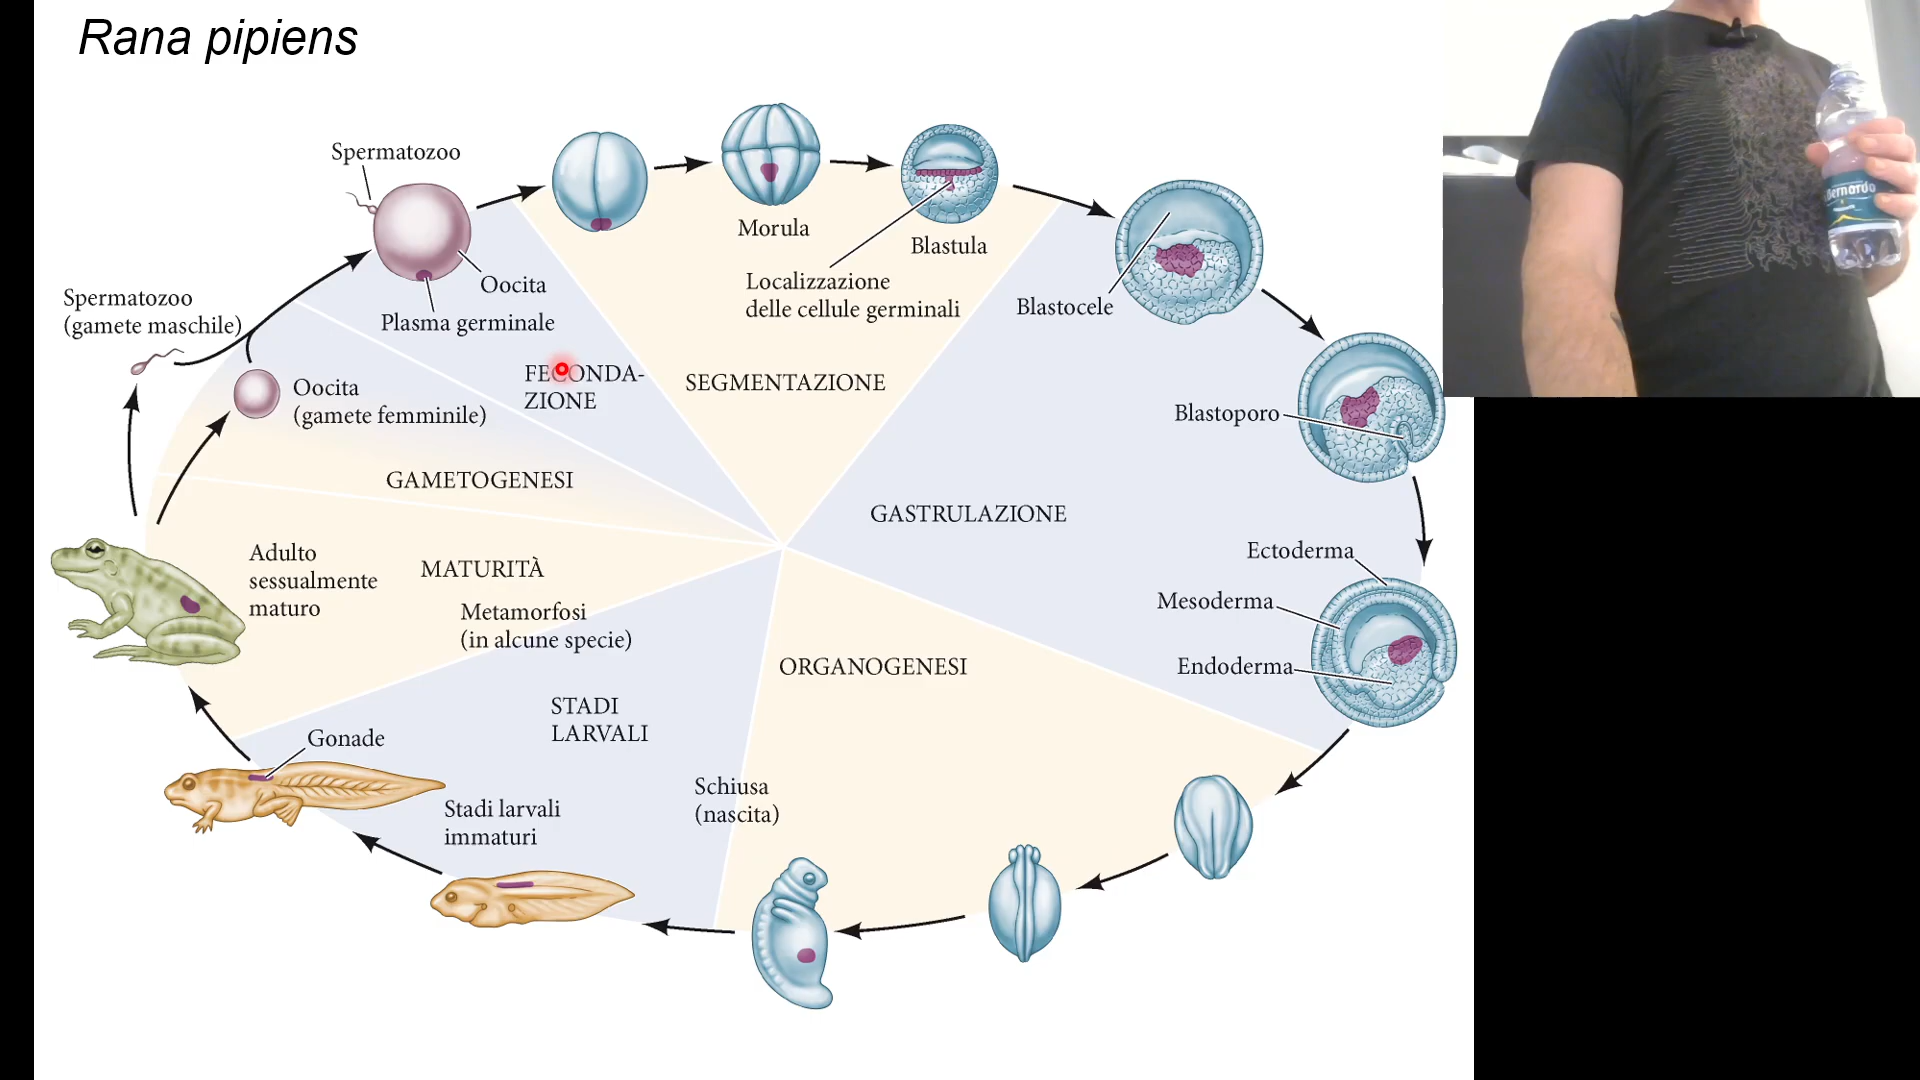 Rana pipiens
Spermatozoo
Morula
Blastula
Localizzazione
delle cellule germinali
Oocita
Plasma germinale
Spermatozoo
(gamete maschile)
Oocita
(gamete femminile)
FECONDA-
ZIONE
SEGMENTAZIONE
Blastocele
Blastoporo
GAMETOGENESI
GASTRULAZIONE
Ectoderma
Mesoderma
Endoderma
Adulto
sessualmente
maturo
MATURITÀ
Metamorfosi
(in alcune specie)
ORGANOGENESI
STADI
LARVALI
Gonade
Schiusa
(nascita)
Stadi larvali
immaturi
Bernardo